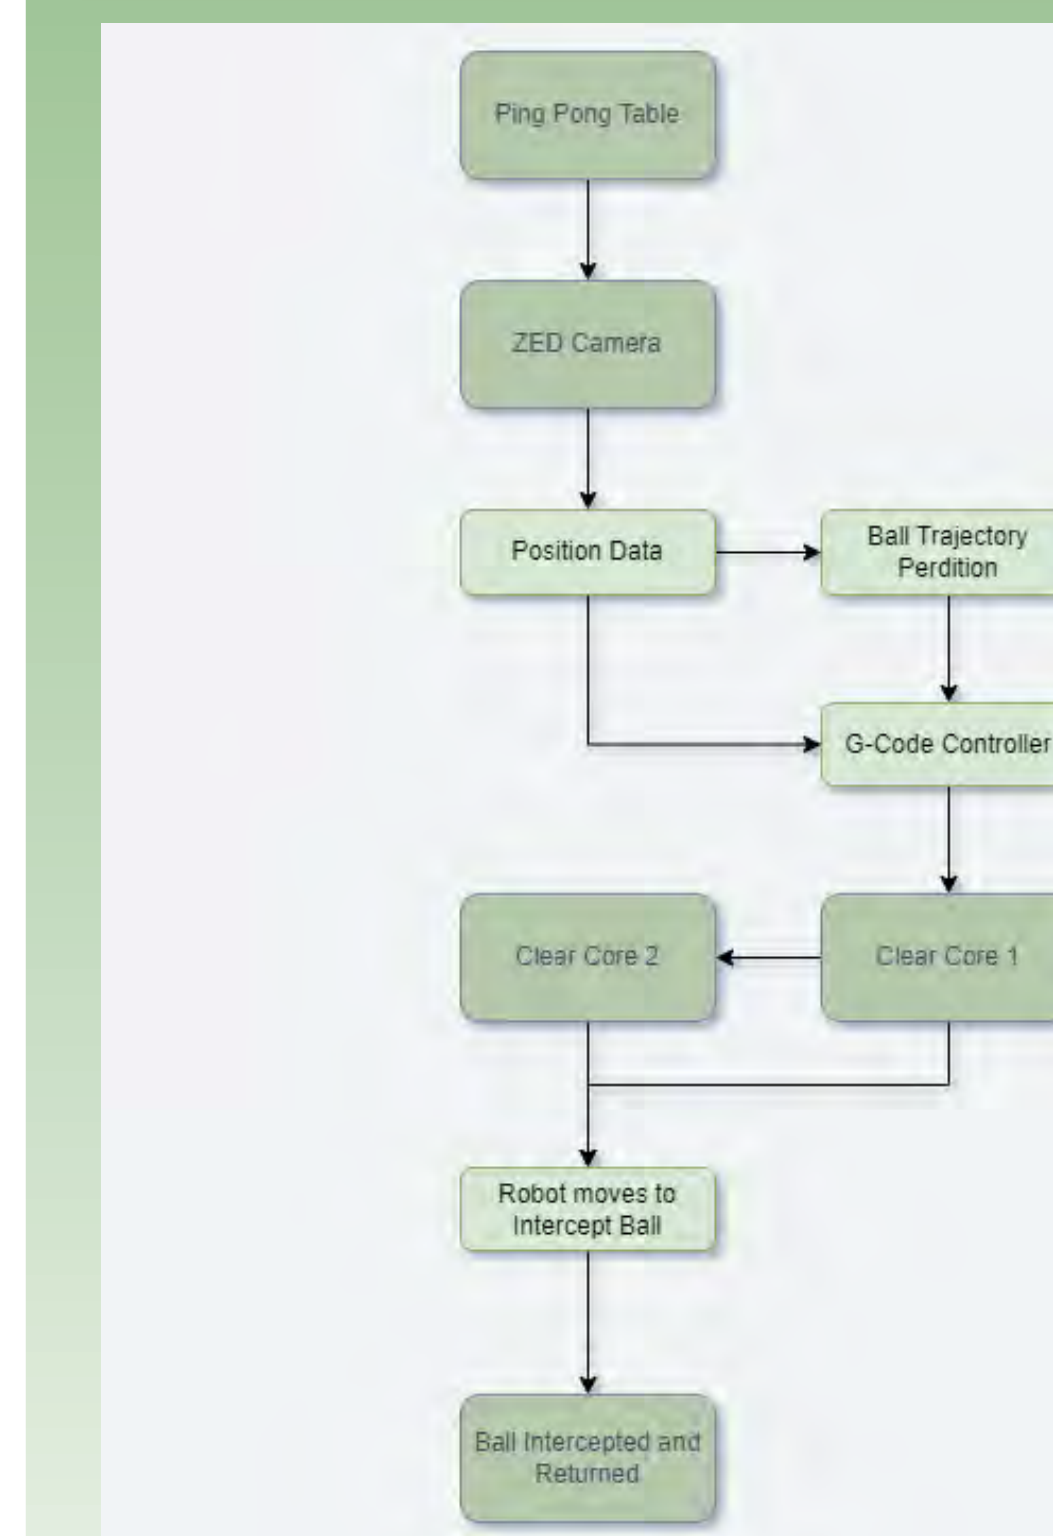 Ping Pong Table
ZED Camera
Position Data
Ball Trajectory
Perdition
G-Code Controller
Clear Core 2
Clear Core 1
Robot moves to
Intercept Ball
Ball Intercepted and
Returned